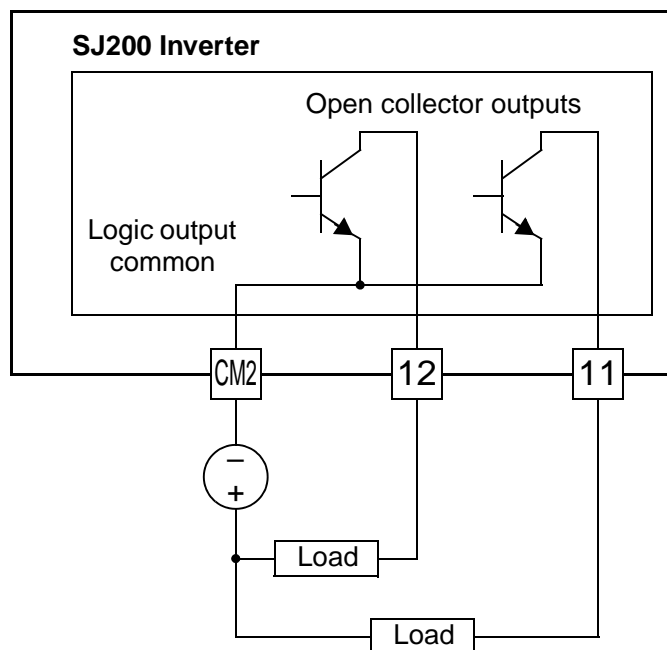 SJ200 Inverter
Open collector outputs
Logic output
common
CM2
12
11
–
+
Load
Load